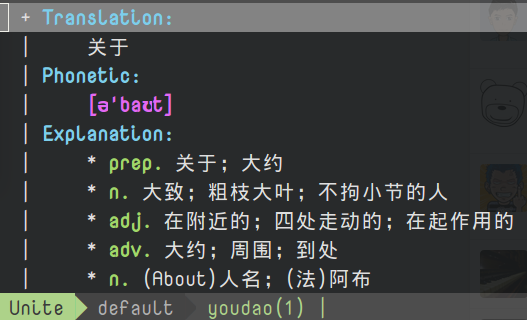 + Translation:
| 关于
| Phonetic:
| [ə'baʊt]
| Explanation:
| * prep. 关于；大约
| * n. 大致；粗枝大叶；不拘小节的人
| * adj. 在附近的；四处走动的；在起作用的
| * adv. 大约；周围；到处
| * n. (About)人名；(法)阿布
Unite default youdao(1) |